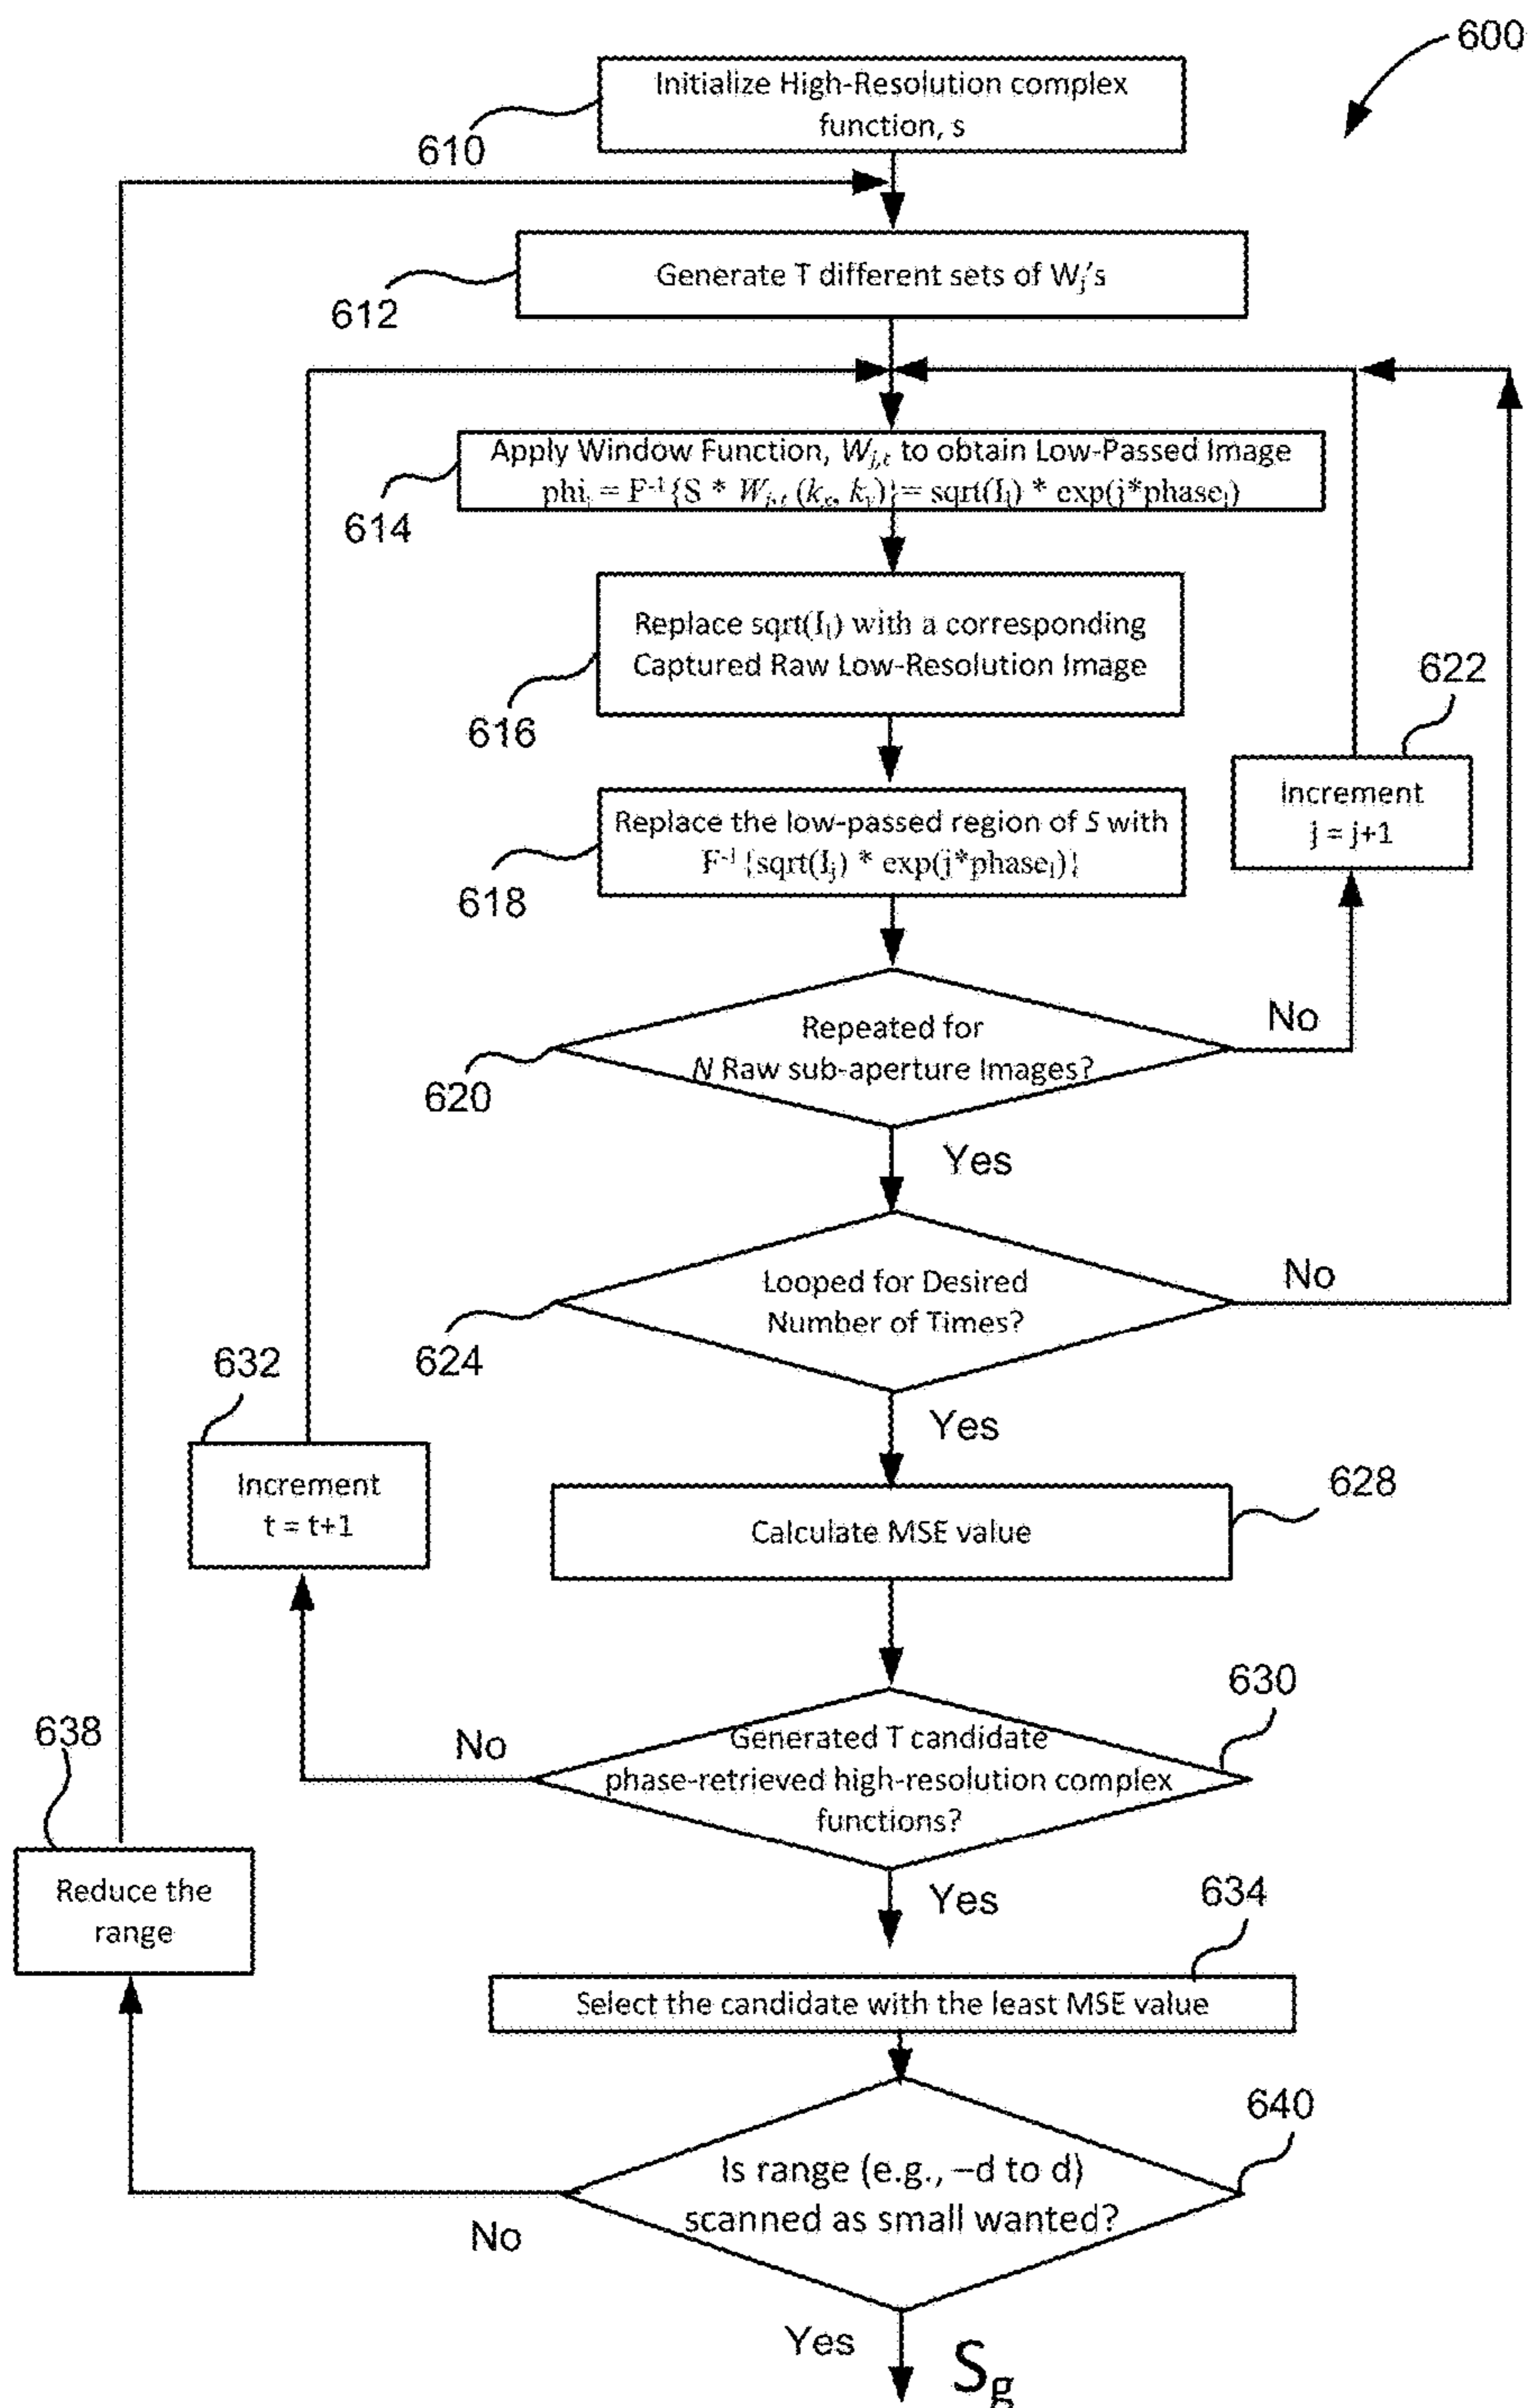 600
Initialize High-Resolution complex
function, s
610
Generate T different sets of Wj's
612
Apply Window Function, Wj,t to obtain Low-Passed Image
phil = F-1{S * Wj,t (kx, ky)}= sqrt(Il) * exp(j*phasel)
614
Replace sqrt(Il) with a corresponding
Captured Raw Low-Resolution Image
616
622
Increment
j = j+1
Replace the low-passed region of S with
F-1{sqrt(Ij) * exp(j*phasel)}
618
Repeated for
N Raw sub-aperture Images?
No
620
Yes
Looped for Desired
Number of Times?
No
624
632
Yes
Increment
t = t+1
628
Calculate MSE value
630
638
No
Generated T candidate
phase-retrieved high-resolution complex
functions?
Reduce the
range
Yes
634
Select the candidate with the least MSE value
640
Is range (e.g., –d to d)
scanned as small wanted?
No
Yes
Sg